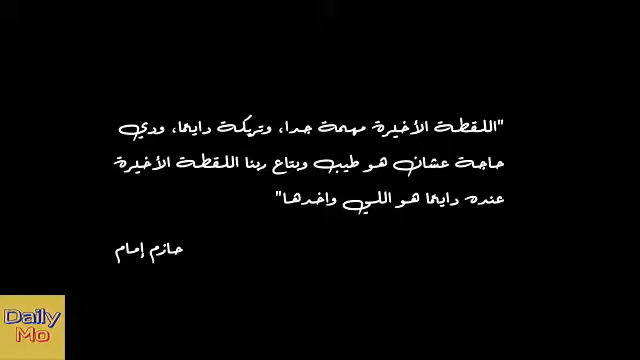 "اللقطة الأخيرة مهمة جدا، وتريكة دايما، ودي
حاجة عشان هو طيب وبتاع ربنا اللقطة الأخيرة
عنده دايما هو اللي واخدها"
حازم إمام
Daily
Mo